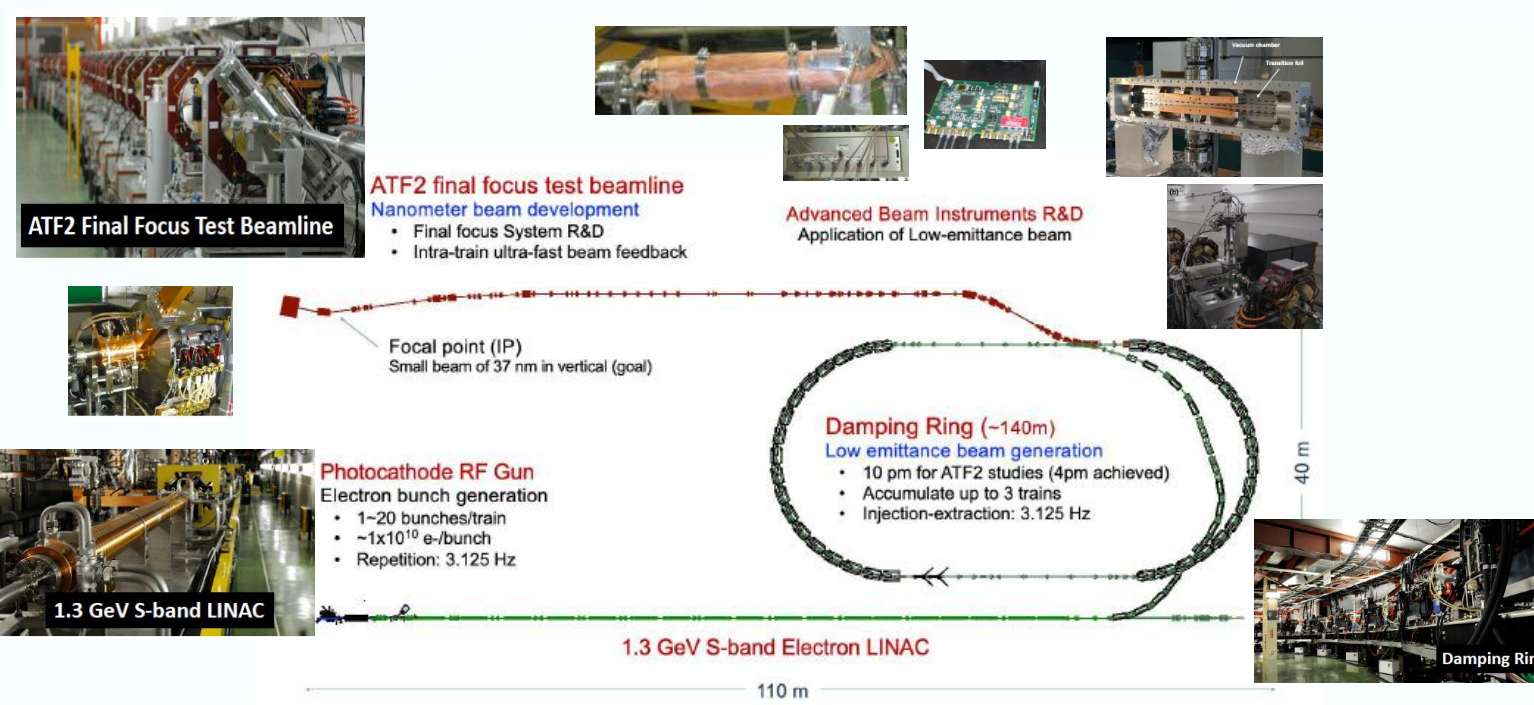 Vacuum chamber
Transition foil
ATF2 Final Focus Test Beamline
ATF2 final focus test beamline
Nanometer beam development
• Final focus System R&D
• Intra-train ultra-fast beam feedback
Advanced Beam Instruments R&D
Application of Low-emittance beam
(b)
Focal point (IP)
Small beam of 37 nm in vertical (goal)
Damping Ring (~140m)
Low emittance beam generation
• 10 pm for ATF2 studies (4pm achieved)
• Accumulate up to 3 trains
• Injection-extraction: 3.125 Hz
40 m
Photocathode RF Gun
Electron bunch generation
• 1~20 bunches/train
• ~1x10¹⁰ e-/bunch
• Repetition: 3.125 Hz
1.3 GeV S-band LINAC
1.3 GeV S-band Electron LINAC
Damping Rin
110 m